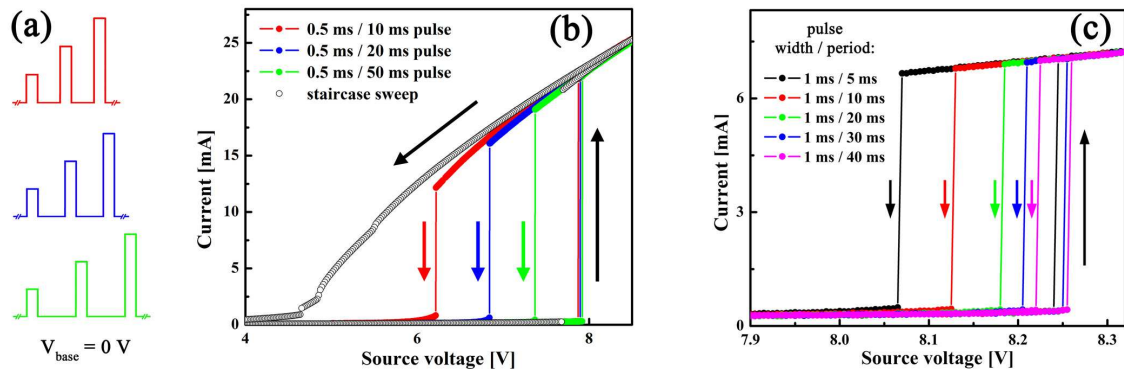 (a)
V_base = 0 V
(b)
0.5 ms / 10 ms pulse
0.5 ms / 20 ms pulse
0.5 ms / 50 ms pulse
staircase sweep
Current [mA]
25
20
15
10
5
0
4
5
6
7
8
Source voltage [V]
(c)
pulse
width / period:
1 ms / 5 ms
1 ms / 10 ms
1 ms / 20 ms
1 ms / 30 ms
1 ms / 40 ms
Current [mA]
6
3
0
7.9
8.0
8.1
8.2
8.3
Source voltage [V]